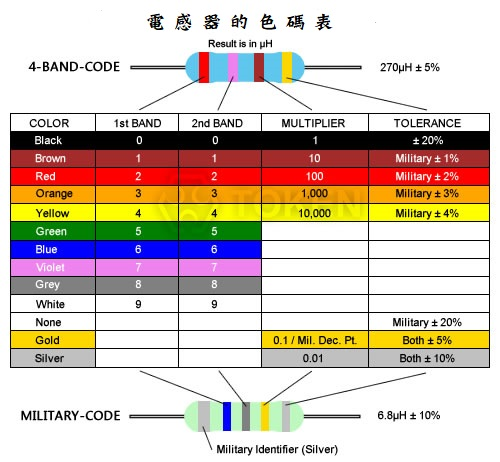 電感器的色碼表
Result is in μH
4-BAND-CODE 270μH ± 5%
COLOR 1st BAND 2nd BAND MULTIPLIER TOLERANCE
Black 0 0 1 ± 20%
Brown 1 1 10 Military ± 1%
Red 2 2 100 Military ± 2%
Orange 3 3 1,000 Military ± 3%
Yellow 4 4 10,000 Military ± 4%
TOKEN
Green 5 5
Blue 6 6
Violet 7 7
Grey 8 8
White 9 9
None Military ± 20%
Gold 0.1 / Mil. Dec. Pt. Both ± 5%
Silver 0.01 Both ± 10%
MILITARY-CODE 6.8μH ± 10%
Military Identifier (Silver)